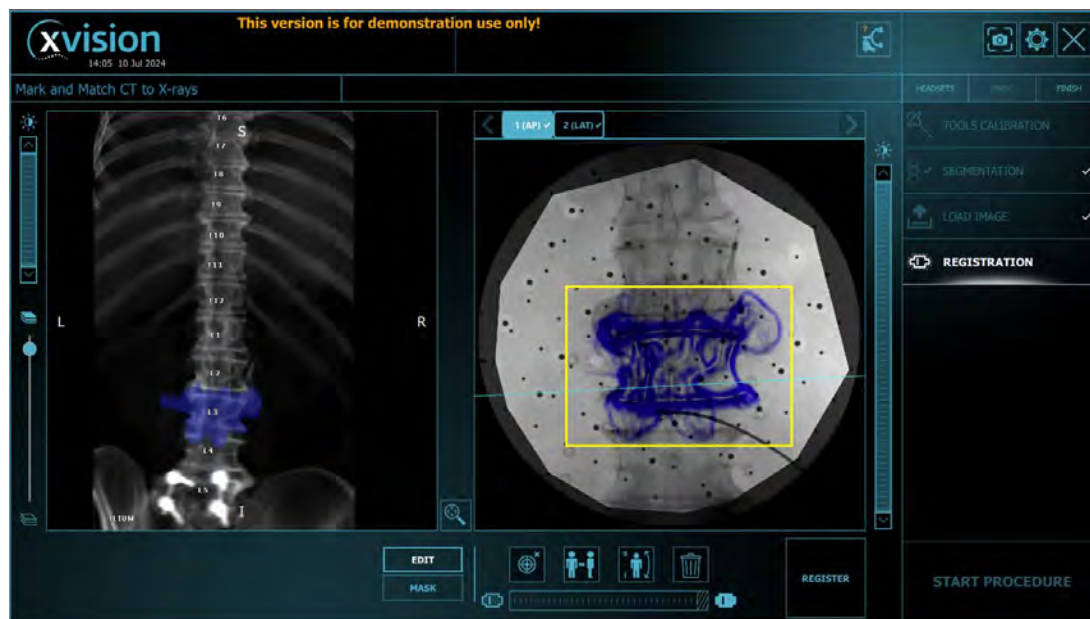 This version is for demonstration use only!
xvision
14:05 10 Jul 2024
Mark and Match CT to X-rays
HEADSETS
FINISH
1 (AP)
2 (LAT)
TOOLS CALIBRATION
SEGMENTATION
LOAD IMAGE
REGISTRATION
S
L
R
I
T6
T7
T8
T9
T10
T11
T12
L1
L2
L3
L4
L5
ILIUM
EDIT
MASK
REGISTER
START PROCEDURE